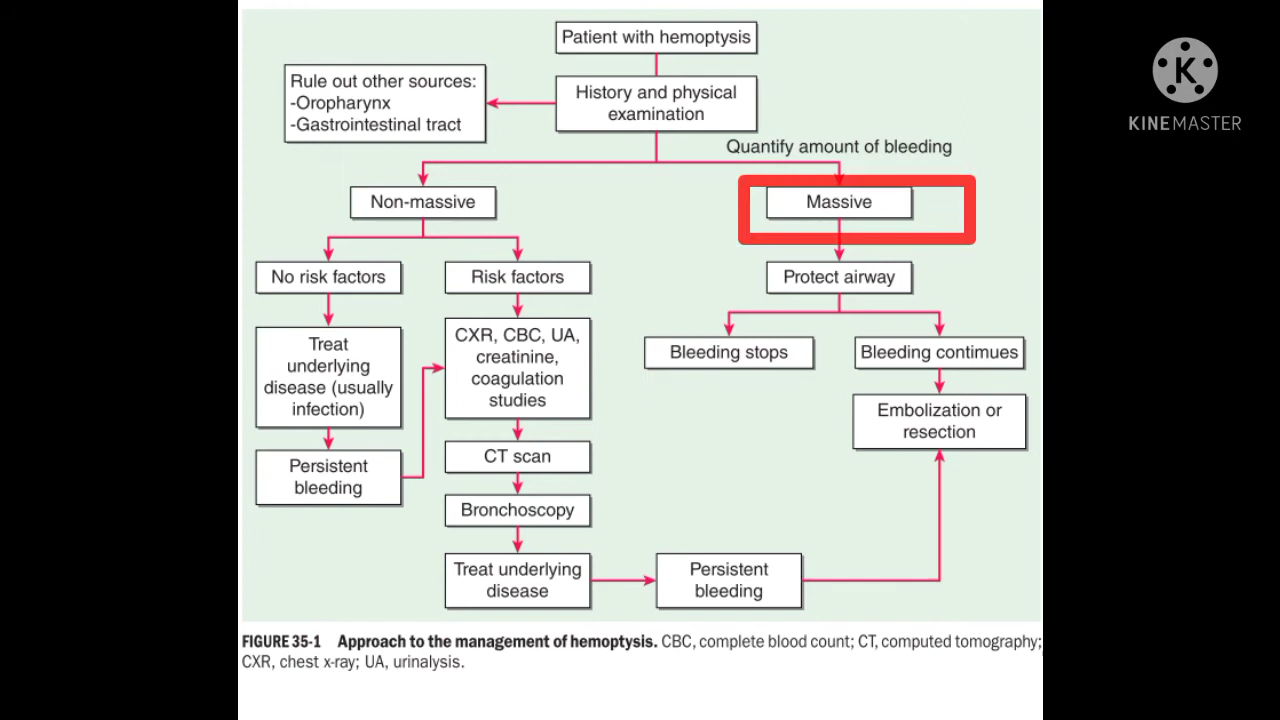 Patient with hemoptysis
Rule out other sources:
-Oropharynx
-Gastrointestinal tract
History and physical
examination
Quantify amount of bleeding
Non-massive
Massive
No risk factors
Risk factors
Protect airway
Treat
underlying
disease (usually
infection)
CXR, CBC, UA,
creatinine,
coagulation
studies
Bleeding stops
Bleeding contimues
Embolization or
resection
Persistent
bleeding
CT scan
Bronchoscopy
Treat underlying
disease
Persistent
bleeding
FIGURE 35-1 Approach to the management of hemoptysis. CBC, complete blood count; CT, computed tomography;
CXR, chest x-ray; UA, urinalysis.
K
KINEMASTER